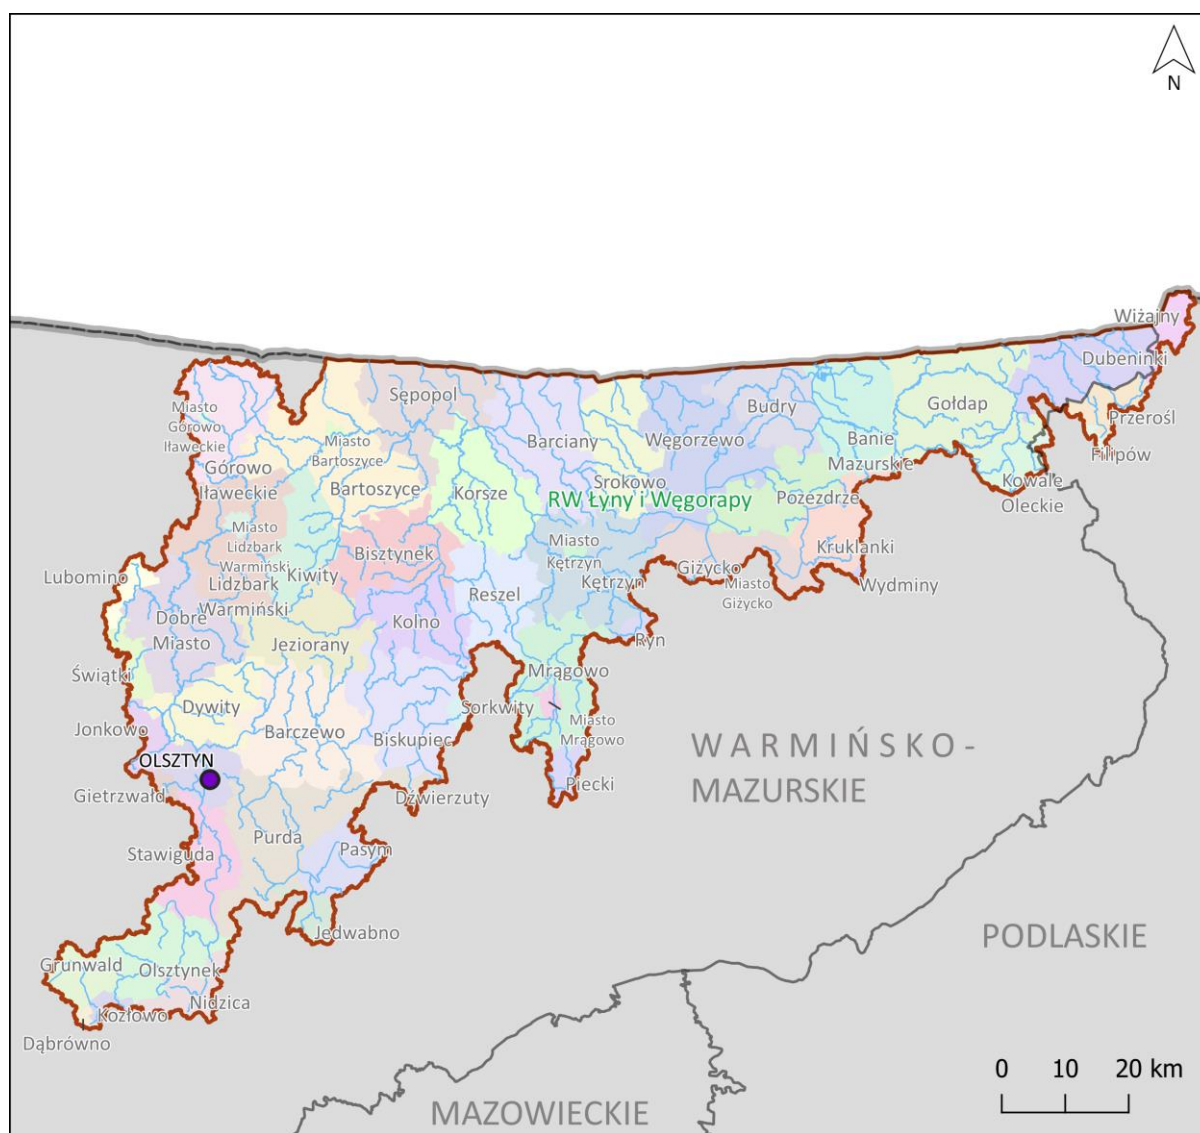 N
Wiżajny
Dubeninki
Sępopol
Gołdap
Budry
Przerośl
Miasto
Górowo
Iławeckie
Miasto
Bartoszyce
Barciany
Węgorzewo
Banie
Mazurskie
Filipów
Górowo
Iławeckie
Bartoszyce
Korsze
Srokowo
RW Łyny i Węgorapy
Pozezdrze
Kowale
Oleckie
Miasto
Lidzbark
Warmiński
Lidzbark
Warmiński
Kiwity
Bisztynek
Miasto
Kętrzyn
Kętrzyn
Kruklanki
Giżycko
Miasto
Giżycko
Wydminy
Lubomino
Dobre
Miasto
Reszel
Kolno
Jeziorany
Ryn
Świątki
Mrągowo
Dywity
Sorkwity
Miasto
Mrągowo
Jonkowo
Barczewo
Biskupiec
WARMIŃSKO-
MAZURSKIE
OLSZTYN
Piecki
Gietrzwałd
Dźwierzuty
Purda
Pasym
Stawiguda
Jedwabno
PODLASKIE
Grunwald
Olsztynek
Nidzica
Kozłowo
Dąbrówno
0 10 20 km
MAZOWIECKIE